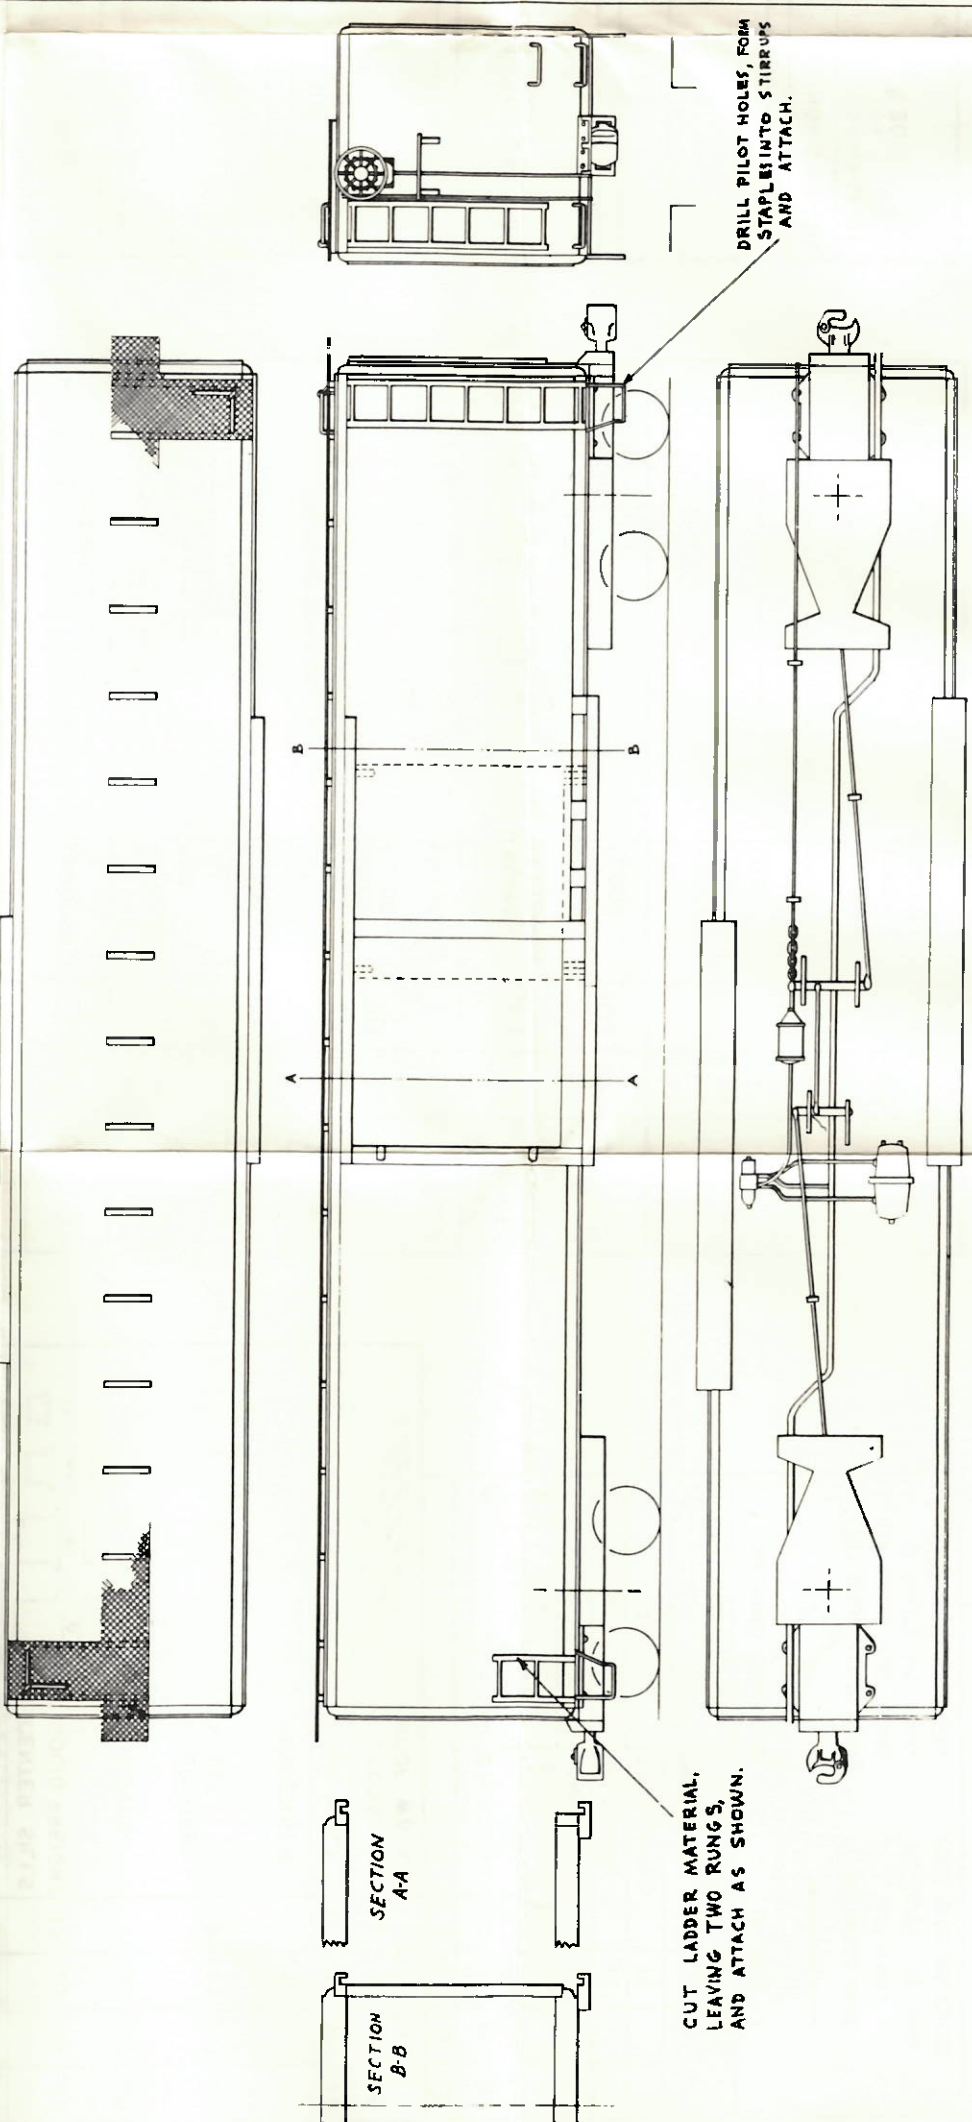 DRILL PILOT HOLES, FORM
STAPLES INTO STIRRUPS
AND ATTACH.
B
B
A
A
SECTION
A-A
SECTION
B-B
CUT LADDER MATERIAL,
LEAVING TWO RUNGS,
AND ATTACH AS SHOWN.